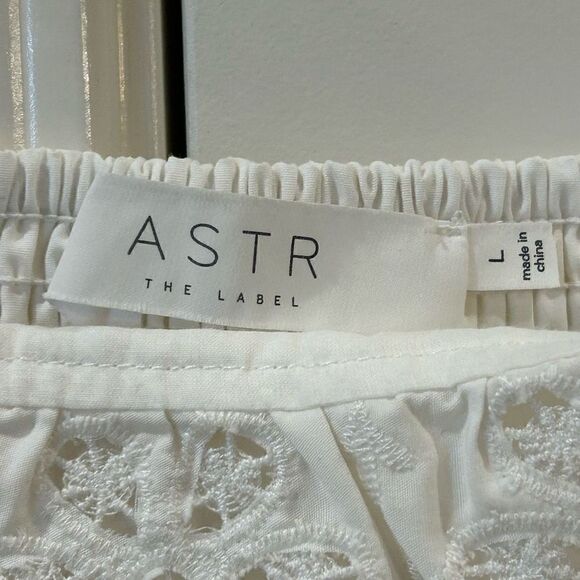 ASTR
THE LABEL
L
made in
china